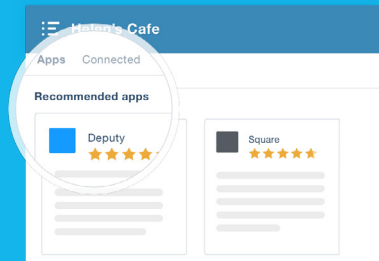 Helen's Cafe
Apps Connected
Recommended apps
Deputy
Square